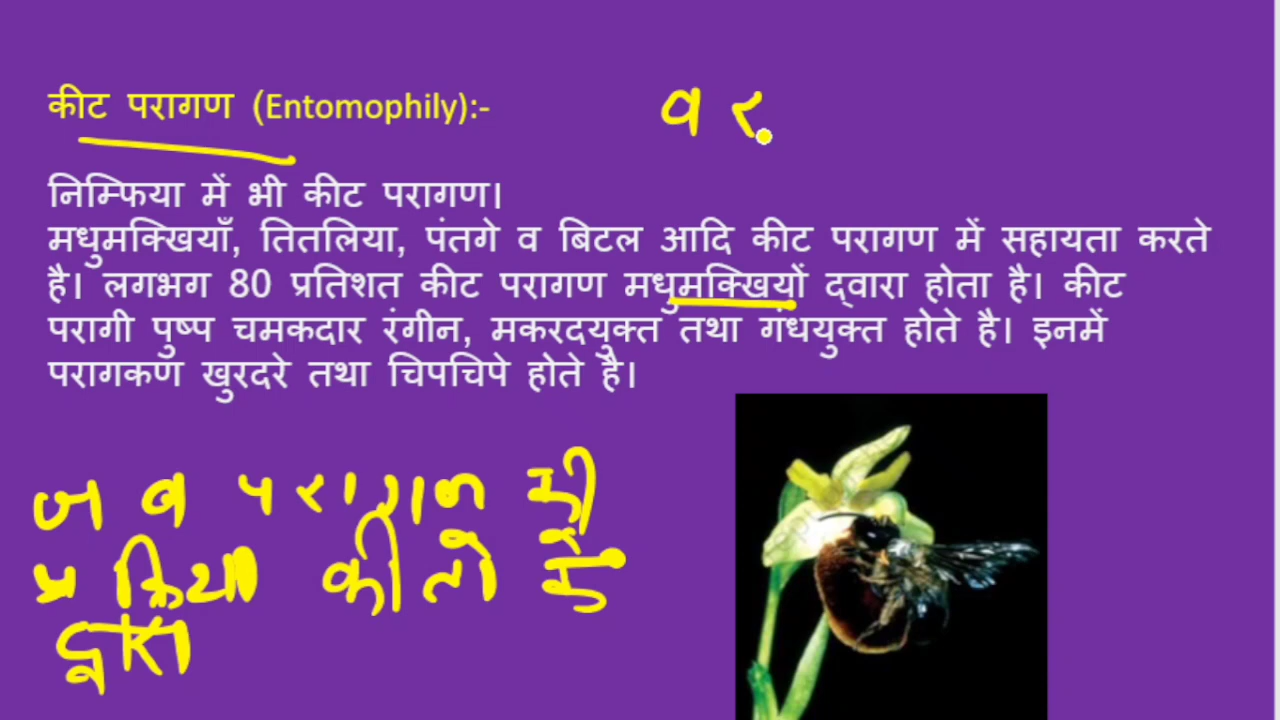 कीट परागण (Entomophily):-
व र
निम्फिया में भी कीट परागण।
मधुमक्खियाँ, तितलिया, पंतगे व बिटल आदि कीट परागण में सहायता करते
है। लगभग 80 प्रतिशत कीट परागण मधुमक्खियों द्वारा होता है। कीट
परागी पुष्प चमकदार रंगीन, मकरदयुक्त तथा गंधयुक्त होते है। इनमें
परागकण खुरदरे तथा चिपचिपे होते है।
जब परागन की
प्रक्रिया कीतो के
द्वारा